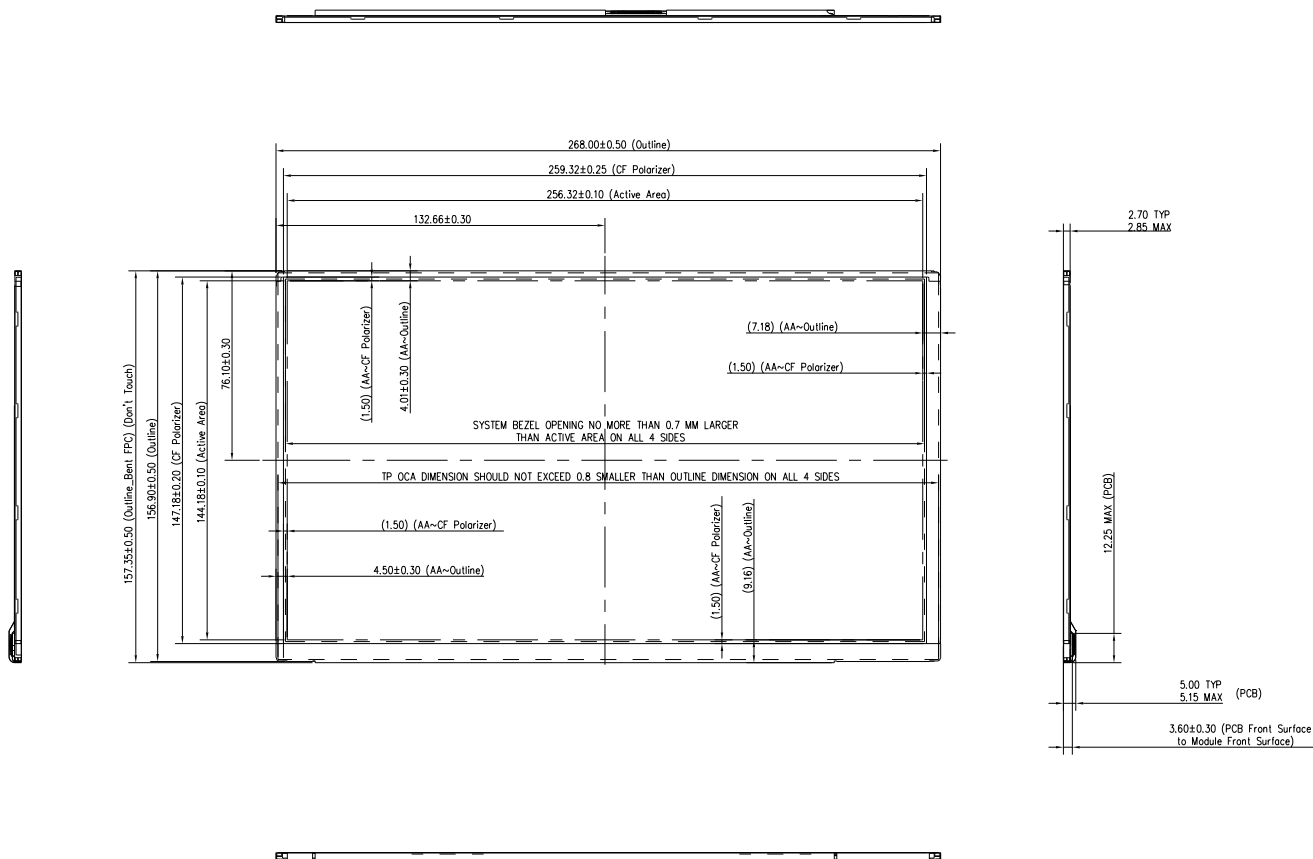 268.00±0.50 (Outline)
259.32±0.25 (CF Polarizer)
256.32±0.10 (Active Area)
132.66±0.30
2.70 TYP
2.85 MAX
157.35±0.50 (Outline_Bent FPC) (Don't Touch)
156.90±0.50 (Outline)
147.18±0.20 (CF Polarizer)
144.18±0.10 (Active Area)
76.10±0.30
(1.50) (AA~CF Polarizer)
4.01±0.30 (AA~Outline)
(7.18) (AA~Outline)
(1.50) (AA~CF Polarizer)
SYSTEM BEZEL OPENING NO MORE THAN 0.7 MM LARGER
THAN ACTIVE AREA ON ALL 4 SIDES
TP OCA DIMENSION SHOULD NOT EXCEED 0.8 SMALLER THAN OUTLINE DIMENSION ON ALL 4 SIDES
(1.50) (AA~CF Polarizer)
4.50±0.30 (AA~Outline)
(1.50) (AA~CF Polarizer)
(9.16) (AA~Outline)
12.25 MAX (PCB)
5.00 TYP
5.15 MAX (PCB)
3.60±0.30 (PCB Front Surface
to Module Front Surface)